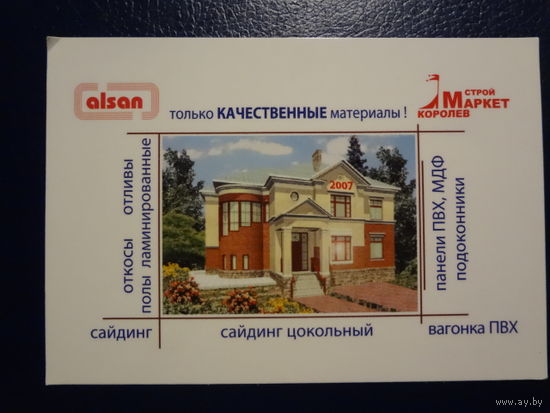 alsan
только КАЧЕСТВЕННЫЕ материалы !
СТРОЙ
МАРКЕТ
КОРОЛЕВ
откосы отливы
полы ламинированные
2007
панели ПВХ, МДФ
подоконники
сайдинг
сайдинг цокольный
вагонка ПВХ
www.ay.by